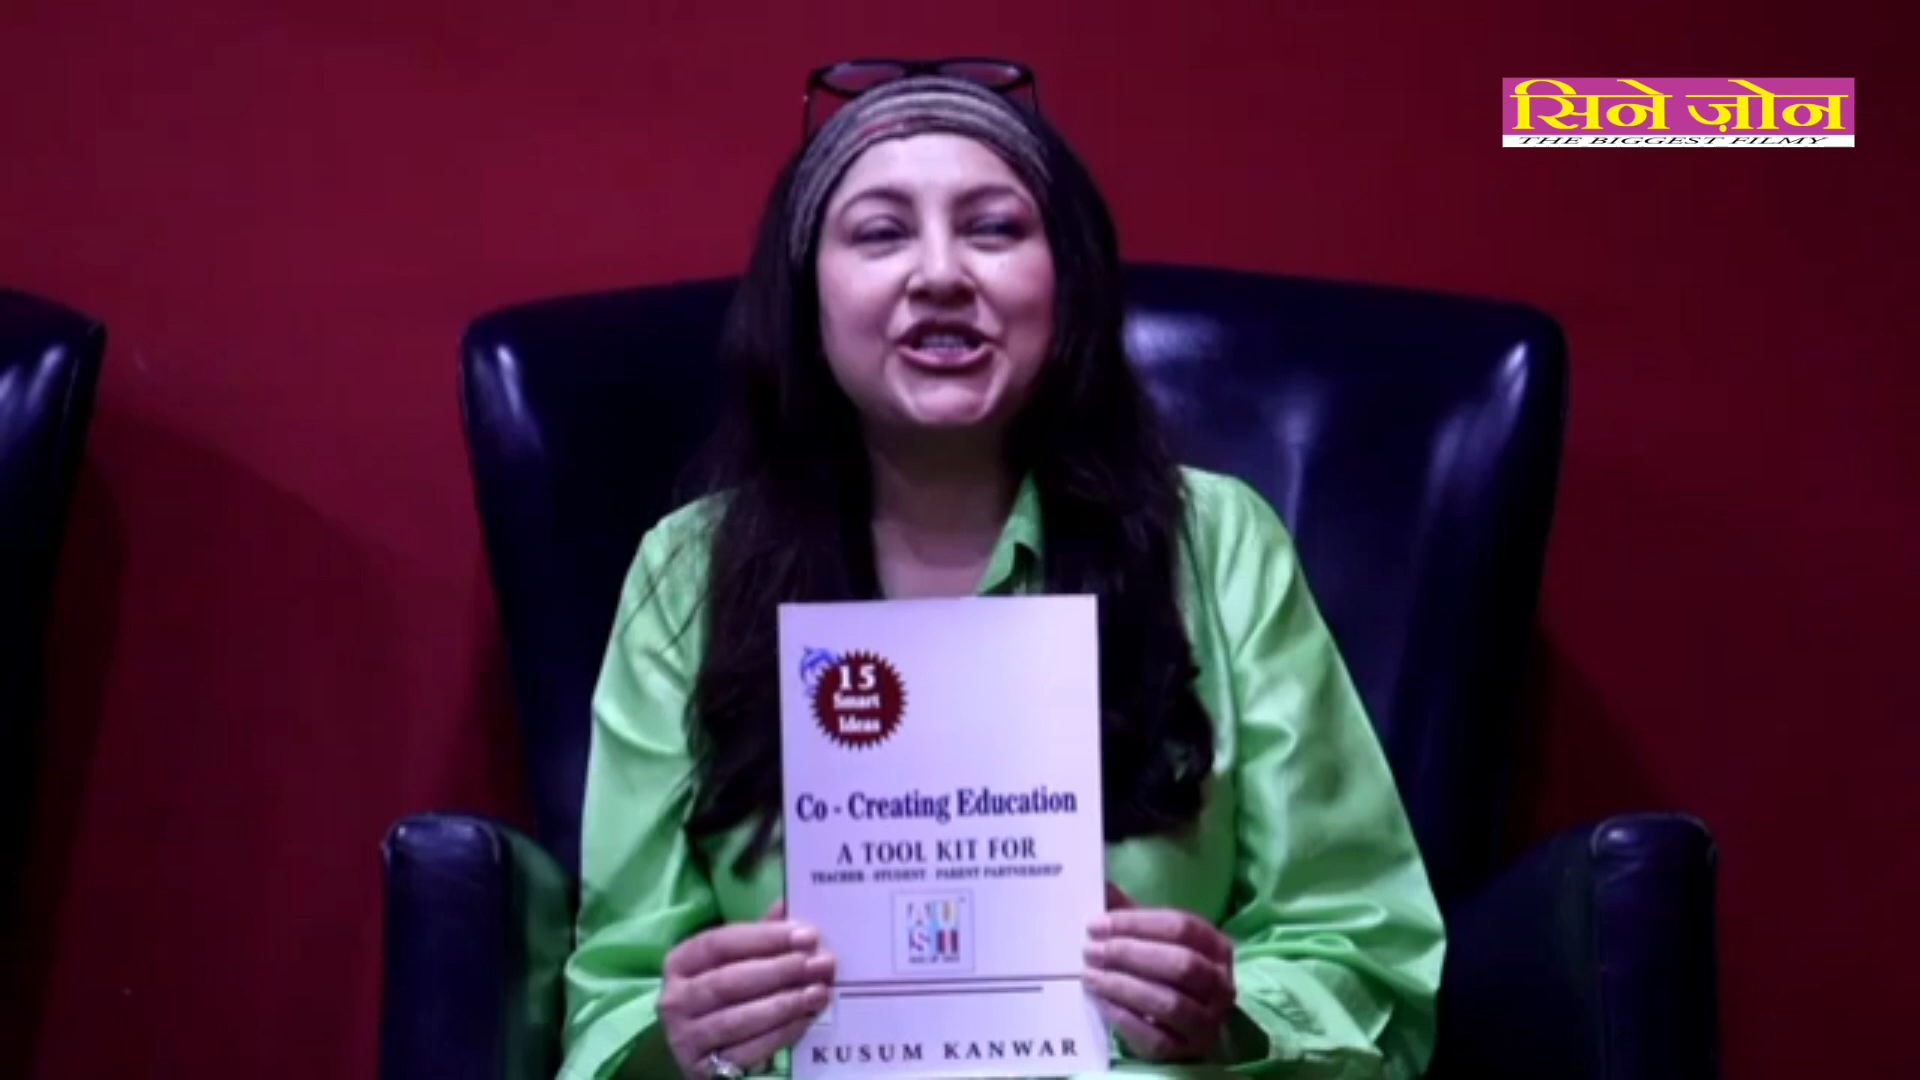 सिने ज़ोन
THE BIGGEST FILMY
15
Smart
Ideas
Co - Creating Education
A TOOL KIT FOR
TEACHER - STUDENT - PARENT PARTNERSHIP
KUSUM KANWAR